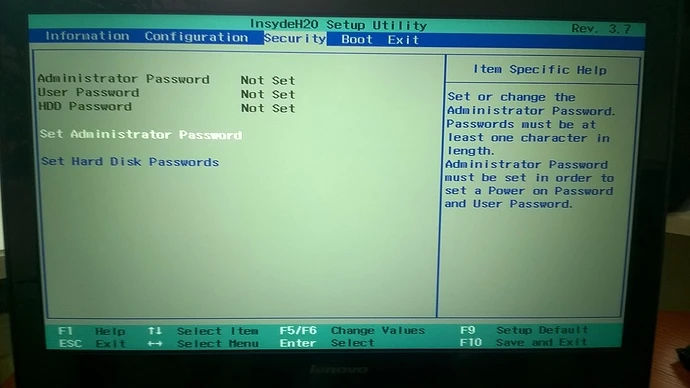 InsydeH2O Setup Utility
Rev. 3.7
Information Configuration Security Boot Exit
Administrator Password Not Set
User Password Not Set
HDD Password Not Set
Set Administrator Password
Set Hard Disk Passwords
Item Specific Help
Set or change the
Administrator Password.
Passwords must be at
least one character in
length.
Administrator Password
must be set in order to
set a Power on Password
and User Password.
F1 Help ↑↓ Select Item F5/F6 Change Values F9 Setup Default
ESC Exit ↔ Select Menu Enter Select F10 Save and Exit
lenovo